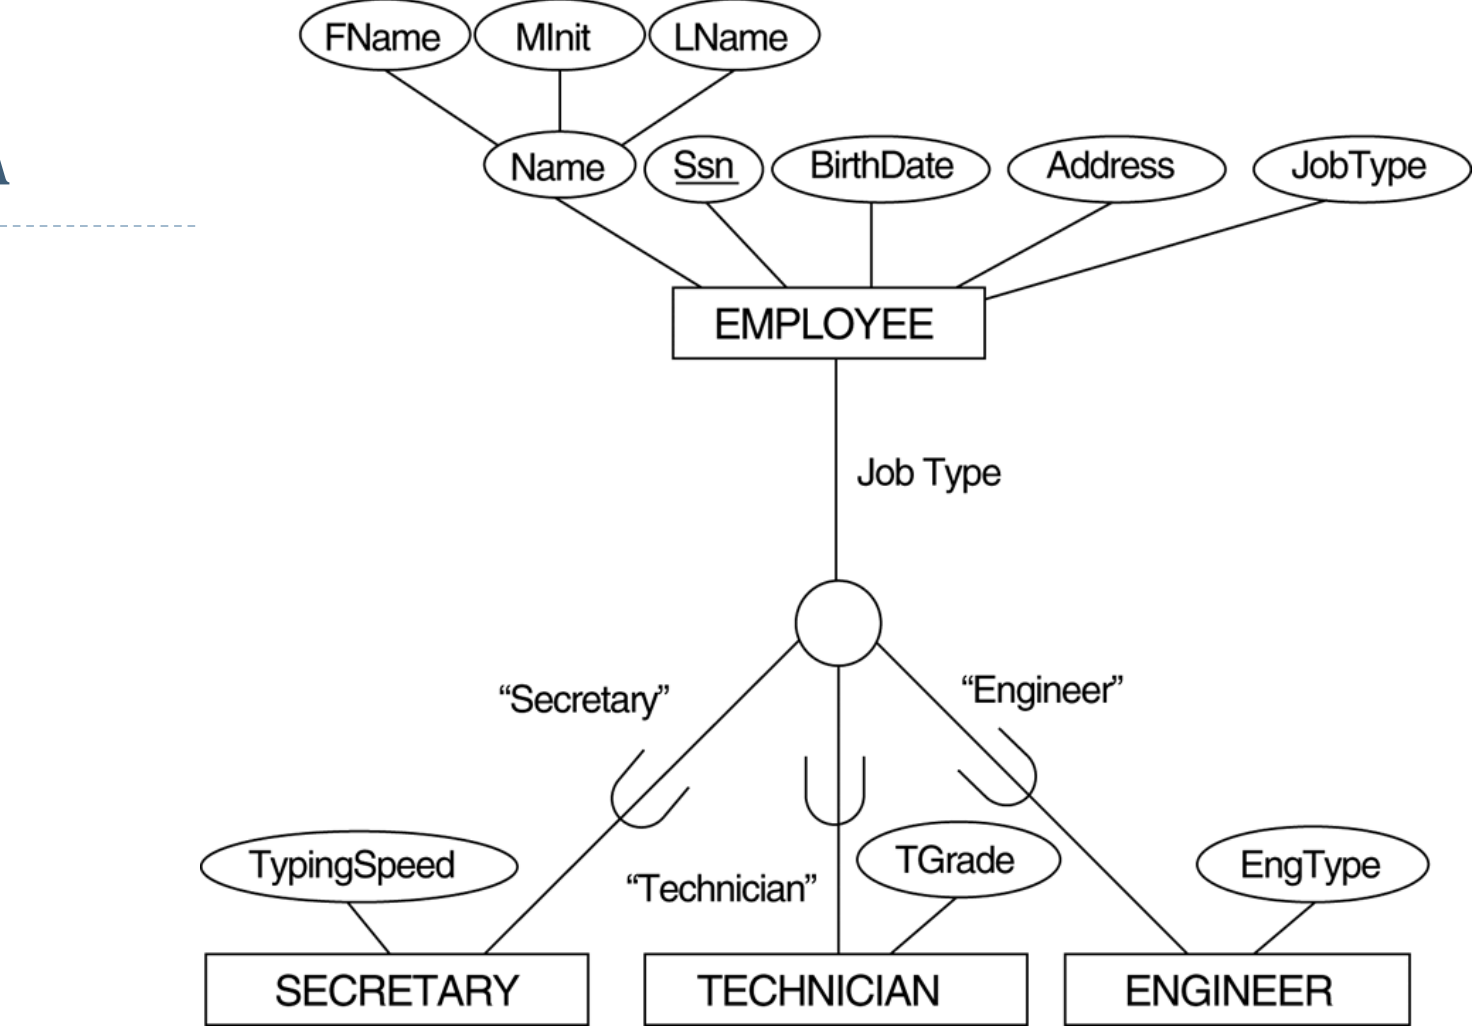 FName MInit LName
Name Ssn BirthDate Address JobType
EMPLOYEE
Job Type
“Secretary” “Engineer”
TypingSpeed “Technician” TGrade EngType
SECRETARY TECHNICIAN ENGINEER